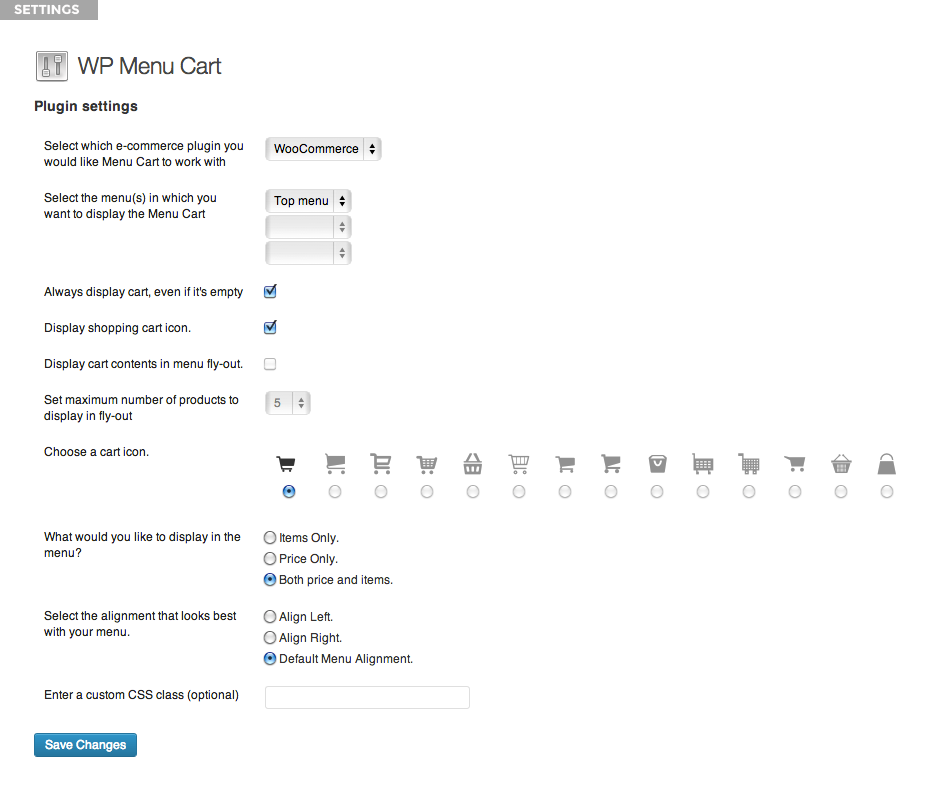 SETTINGS
WP Menu Cart
Plugin settings
Select which e-commerce plugin you
would like Menu Cart to work with
WooCommerce
Select the menu(s) in which you
want to display the Menu Cart
Top menu
Always display cart, even if it's empty
Display shopping cart icon.
Display cart contents in menu fly-out.
Set maximum number of products to
display in fly-out
5
Choose a cart icon.
What would you like to display in the
menu?
Items Only.
Price Only.
Both price and items.
Select the alignment that looks best
with your menu.
Align Left.
Align Right.
Default Menu Alignment.
Enter a custom CSS class (optional)
Save Changes